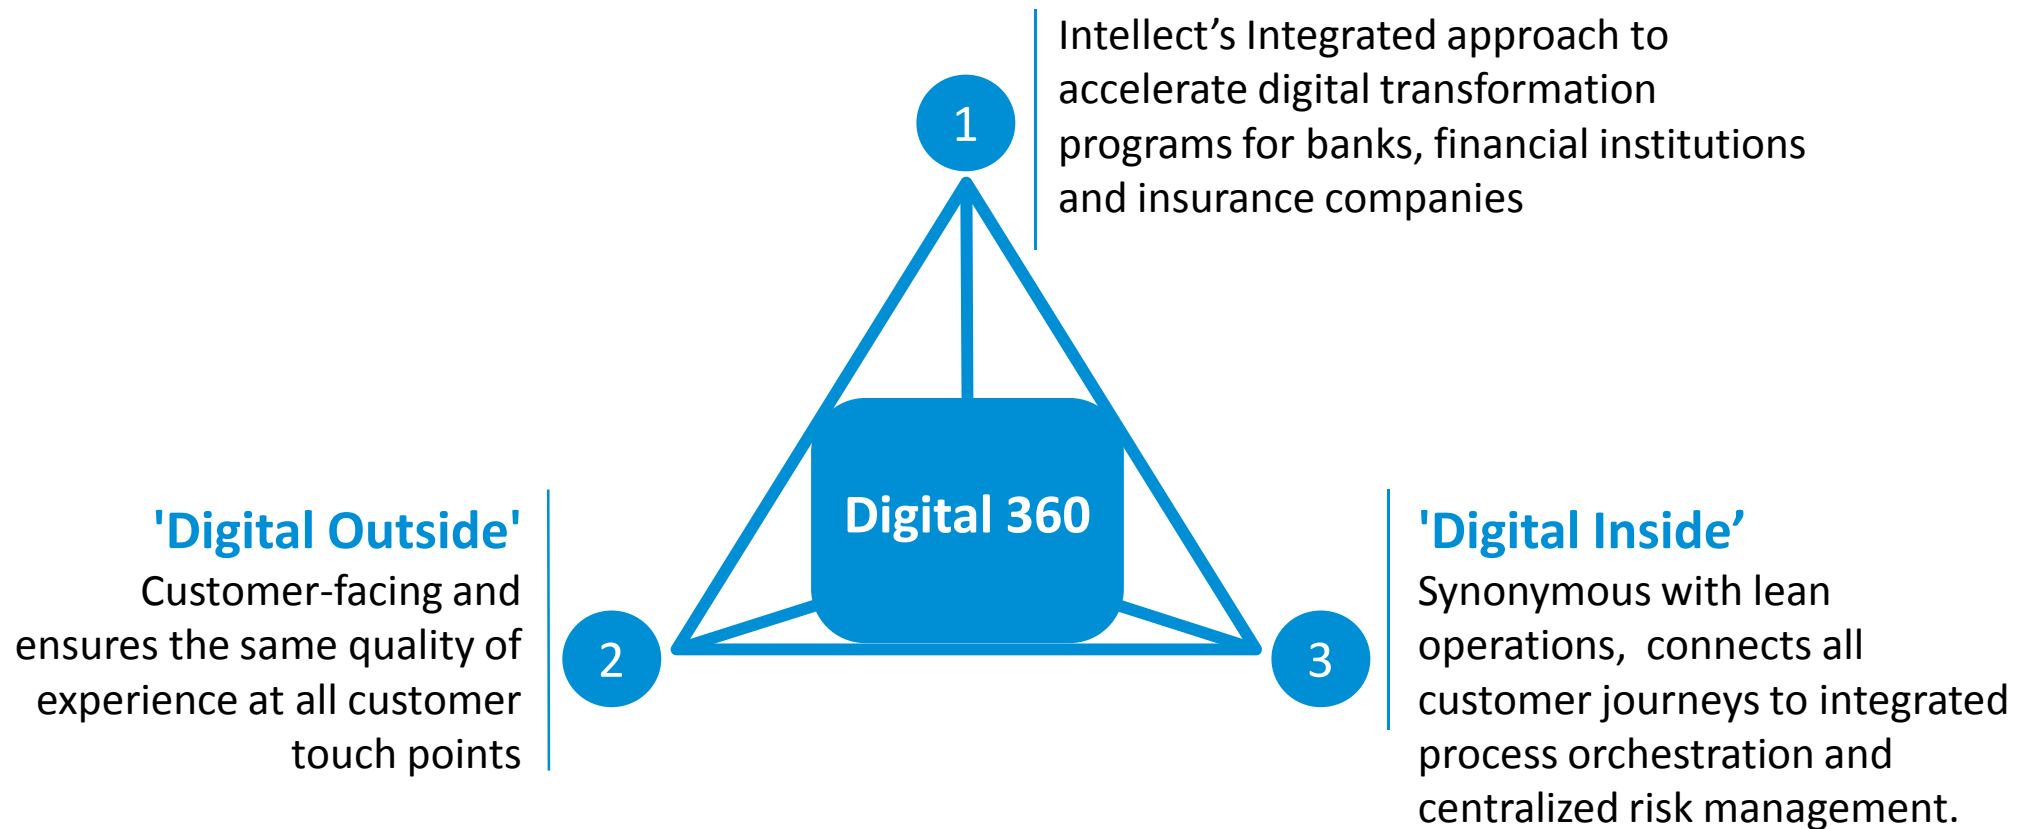 1
Intellect’s Integrated approach to
accelerate digital transformation
programs for banks, financial institutions
and insurance companies
Digital 360
2
'Digital Outside'
Customer-facing and
ensures the same quality of
experience at all customer
touch points
3
'Digital Inside’
Synonymous with lean
operations,  connects all
customer journeys to integrated
process orchestration and
centralized risk management.